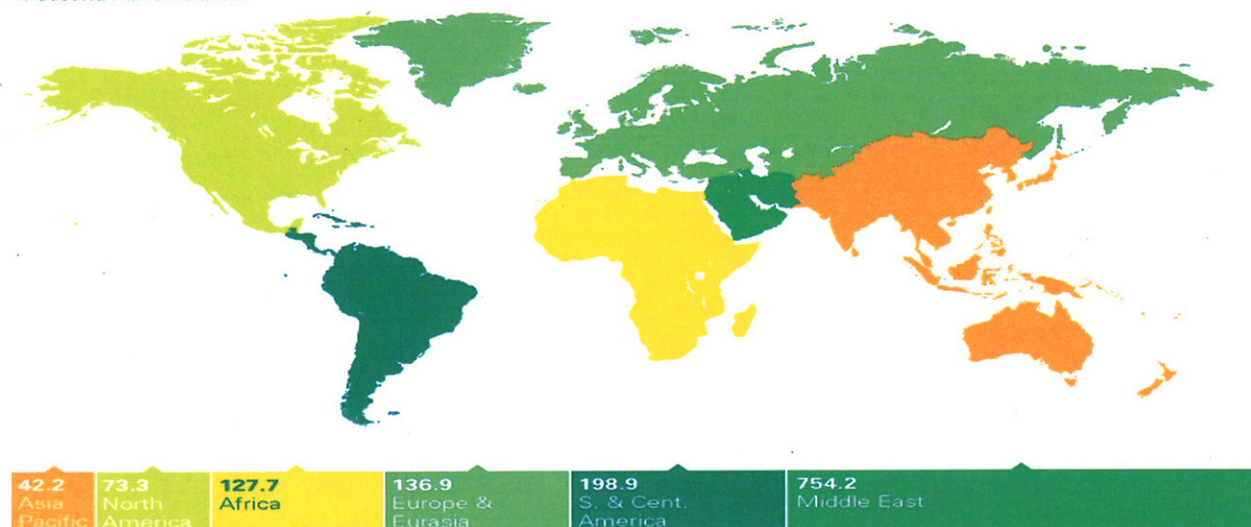 42.2
Asia
Pacific
73.3
North
America
127.7
Africa
136.9
Europe &
Eurasia
198.9
S. & Cent.
America
754.2
Middle East